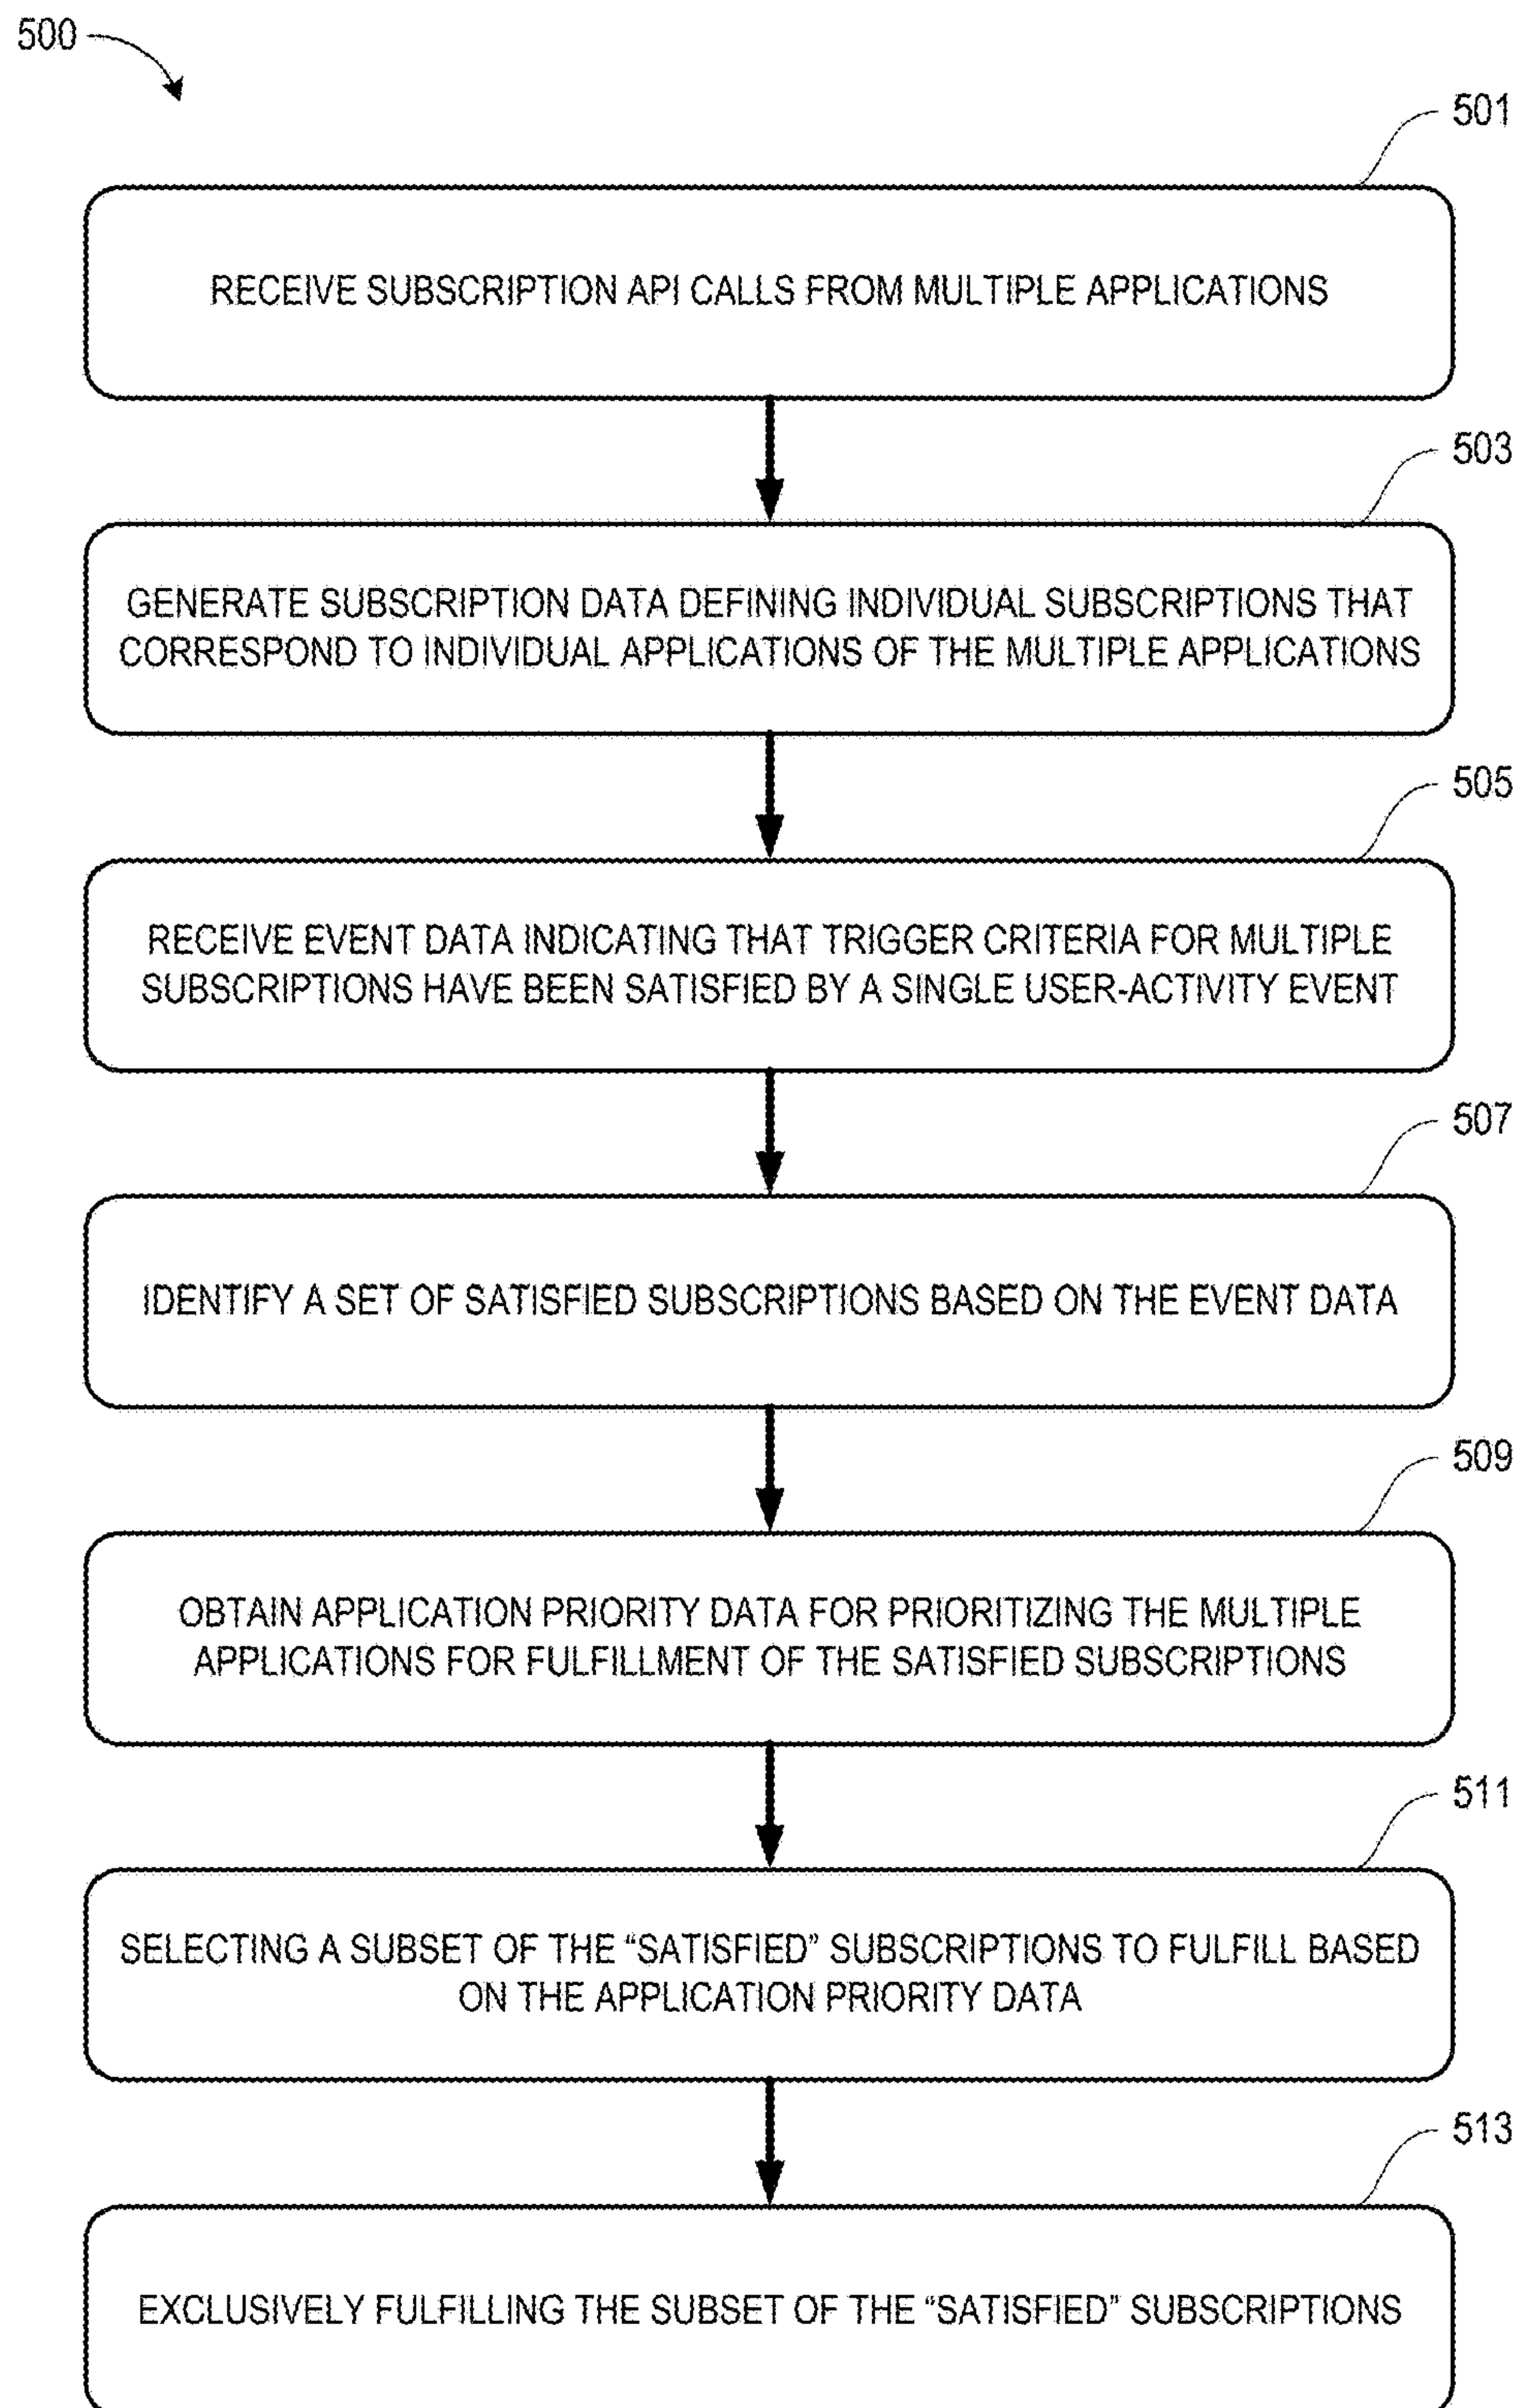 500
501
RECEIVE SUBSCRIPTION API CALLS FROM MULTIPLE APPLICATIONS
503
GENERATE SUBSCRIPTION DATA DEFINING INDIVIDUAL SUBSCRIPTIONS THAT
CORRESPOND TO INDIVIDUAL APPLICATIONS OF THE MULTIPLE APPLICATIONS
505
RECEIVE EVENT DATA INDICATING THAT TRIGGER CRITERIA FOR MULTIPLE
SUBSCRIPTIONS HAVE BEEN SATISFIED BY A SINGLE USER-ACTIVITY EVENT
507
IDENTIFY A SET OF SATISFIED SUBSCRIPTIONS BASED ON THE EVENT DATA
509
OBTAIN APPLICATION PRIORITY DATA FOR PRIORITIZING THE MULTIPLE
APPLICATIONS FOR FULFILLMENT OF THE SATISFIED SUBSCRIPTIONS
511
SELECTING A SUBSET OF THE “SATISFIED” SUBSCRIPTIONS TO FULFILL BASED
ON THE APPLICATION PRIORITY DATA
513
EXCLUSIVELY FULFILLING THE SUBSET OF THE “SATISFIED” SUBSCRIPTIONS